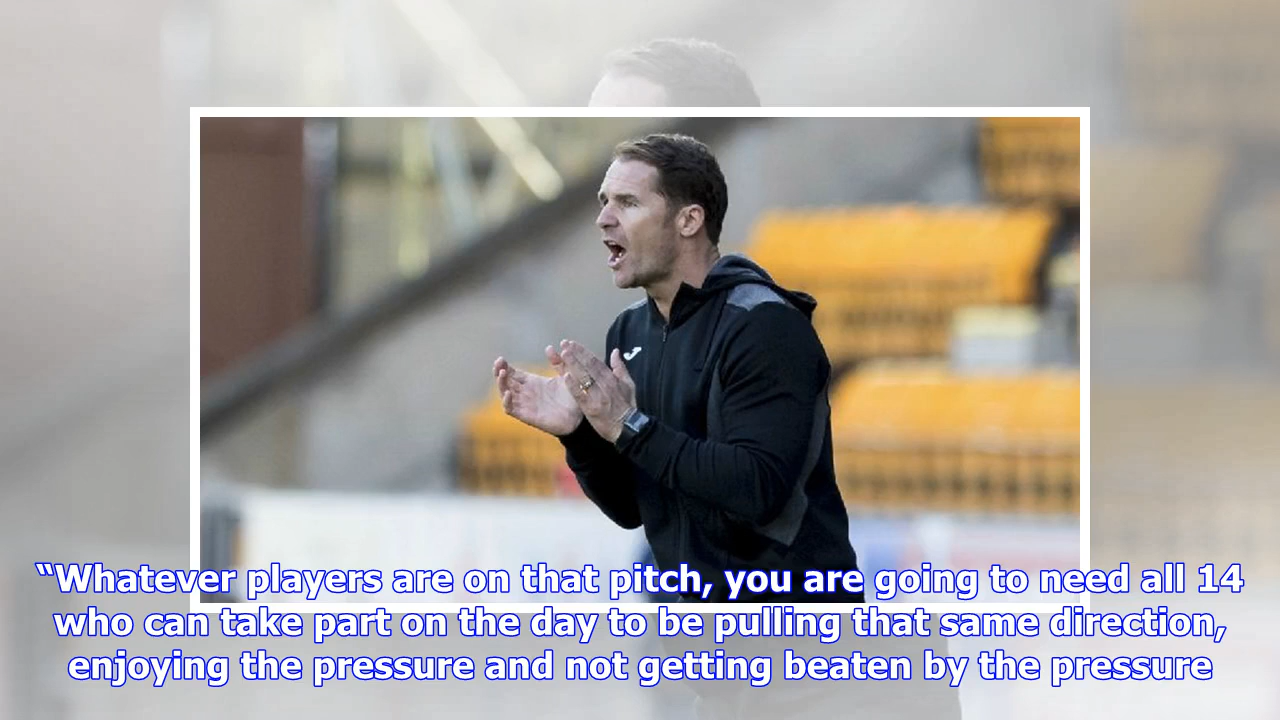 “Whatever players are on that pitch, you are going to need all 14
who can take part on the day to be pulling that same direction,
enjoying the pressure and not getting beaten by the pressure